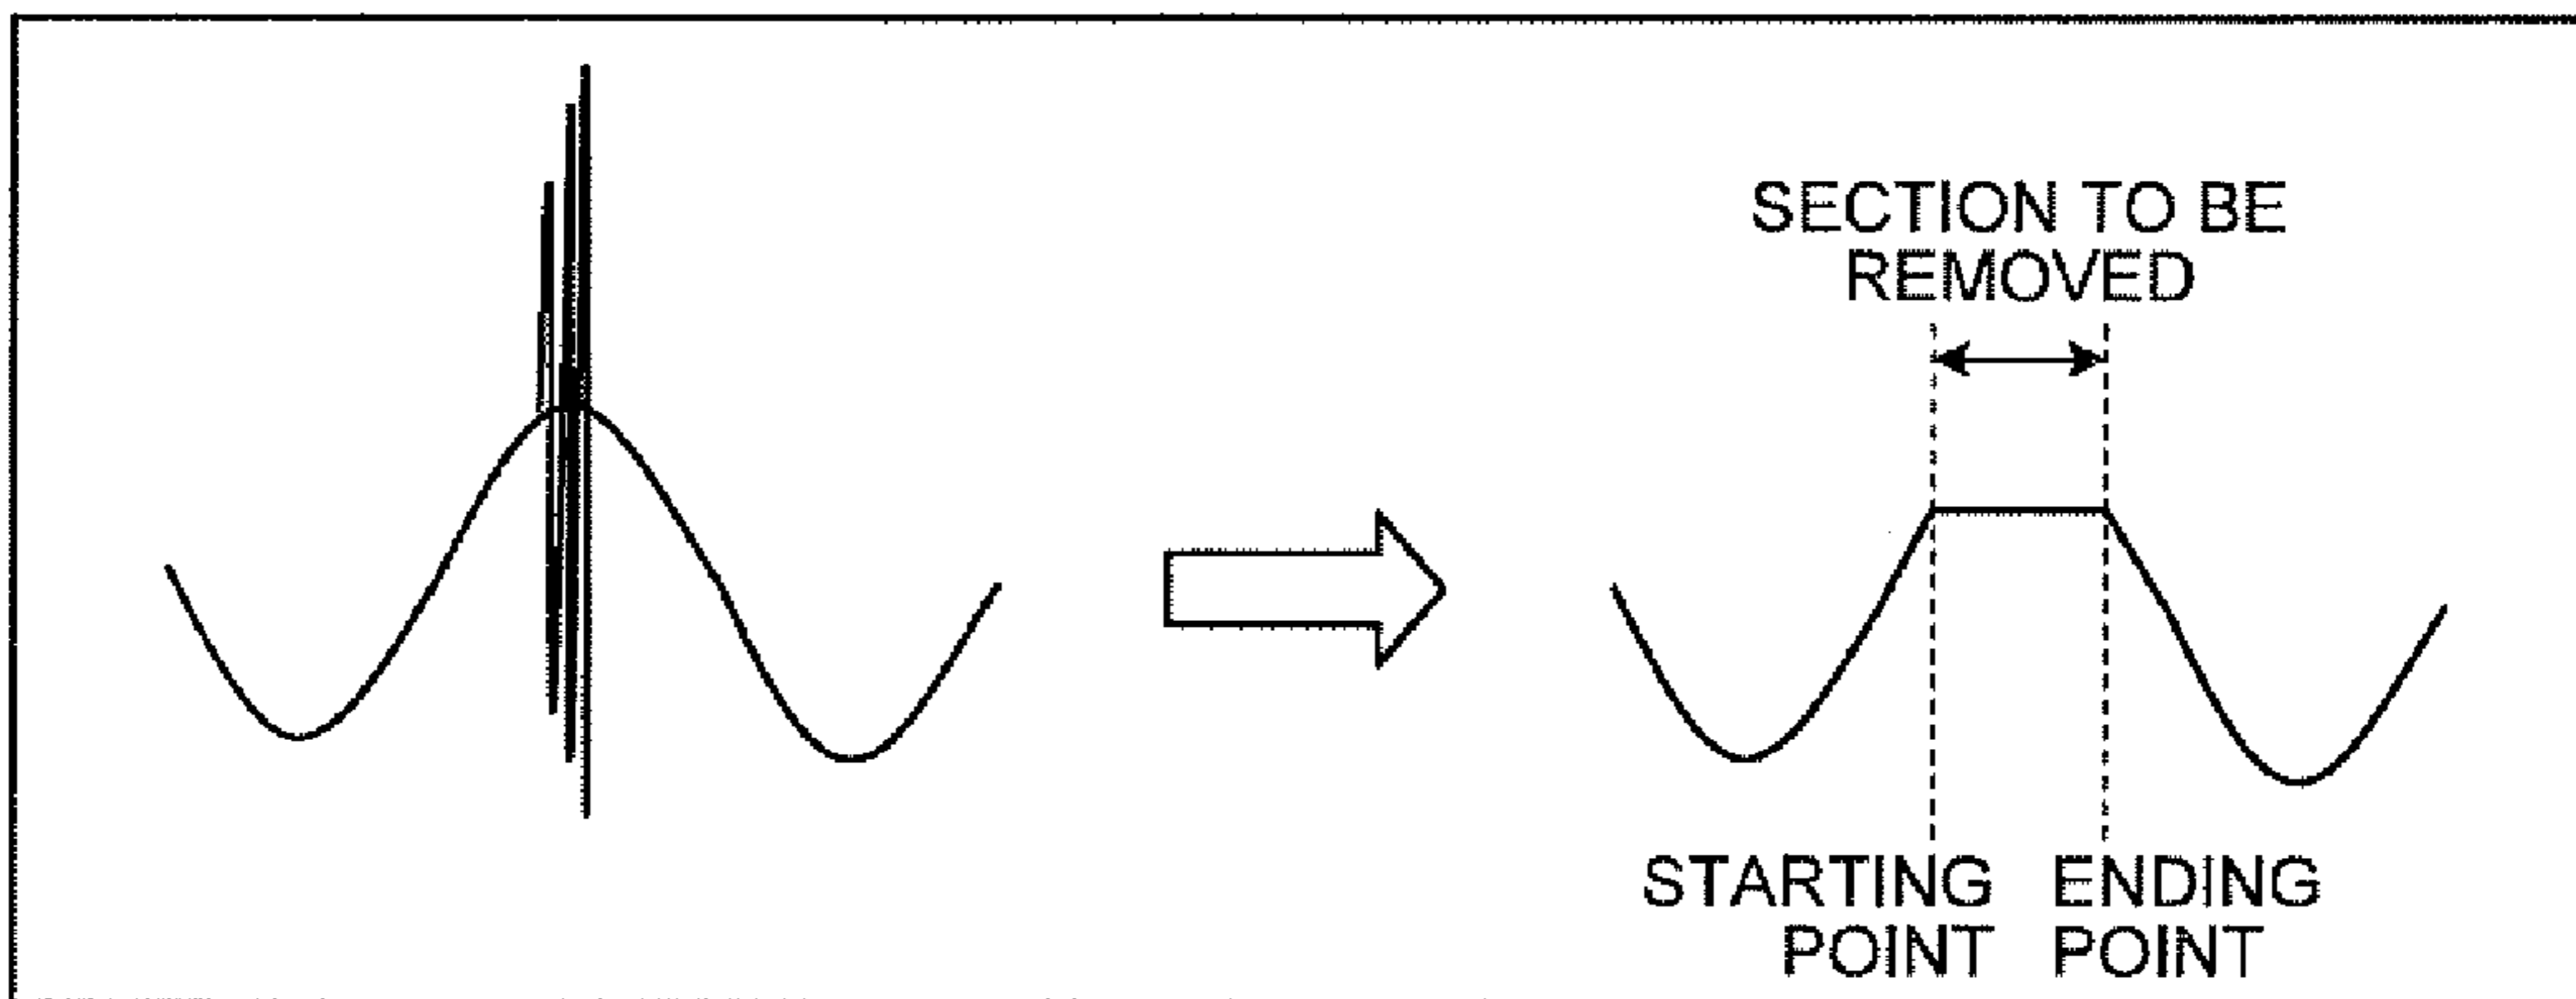 SECTION TO BE
REMOVED
STARTING
POINT
ENDING
POINT